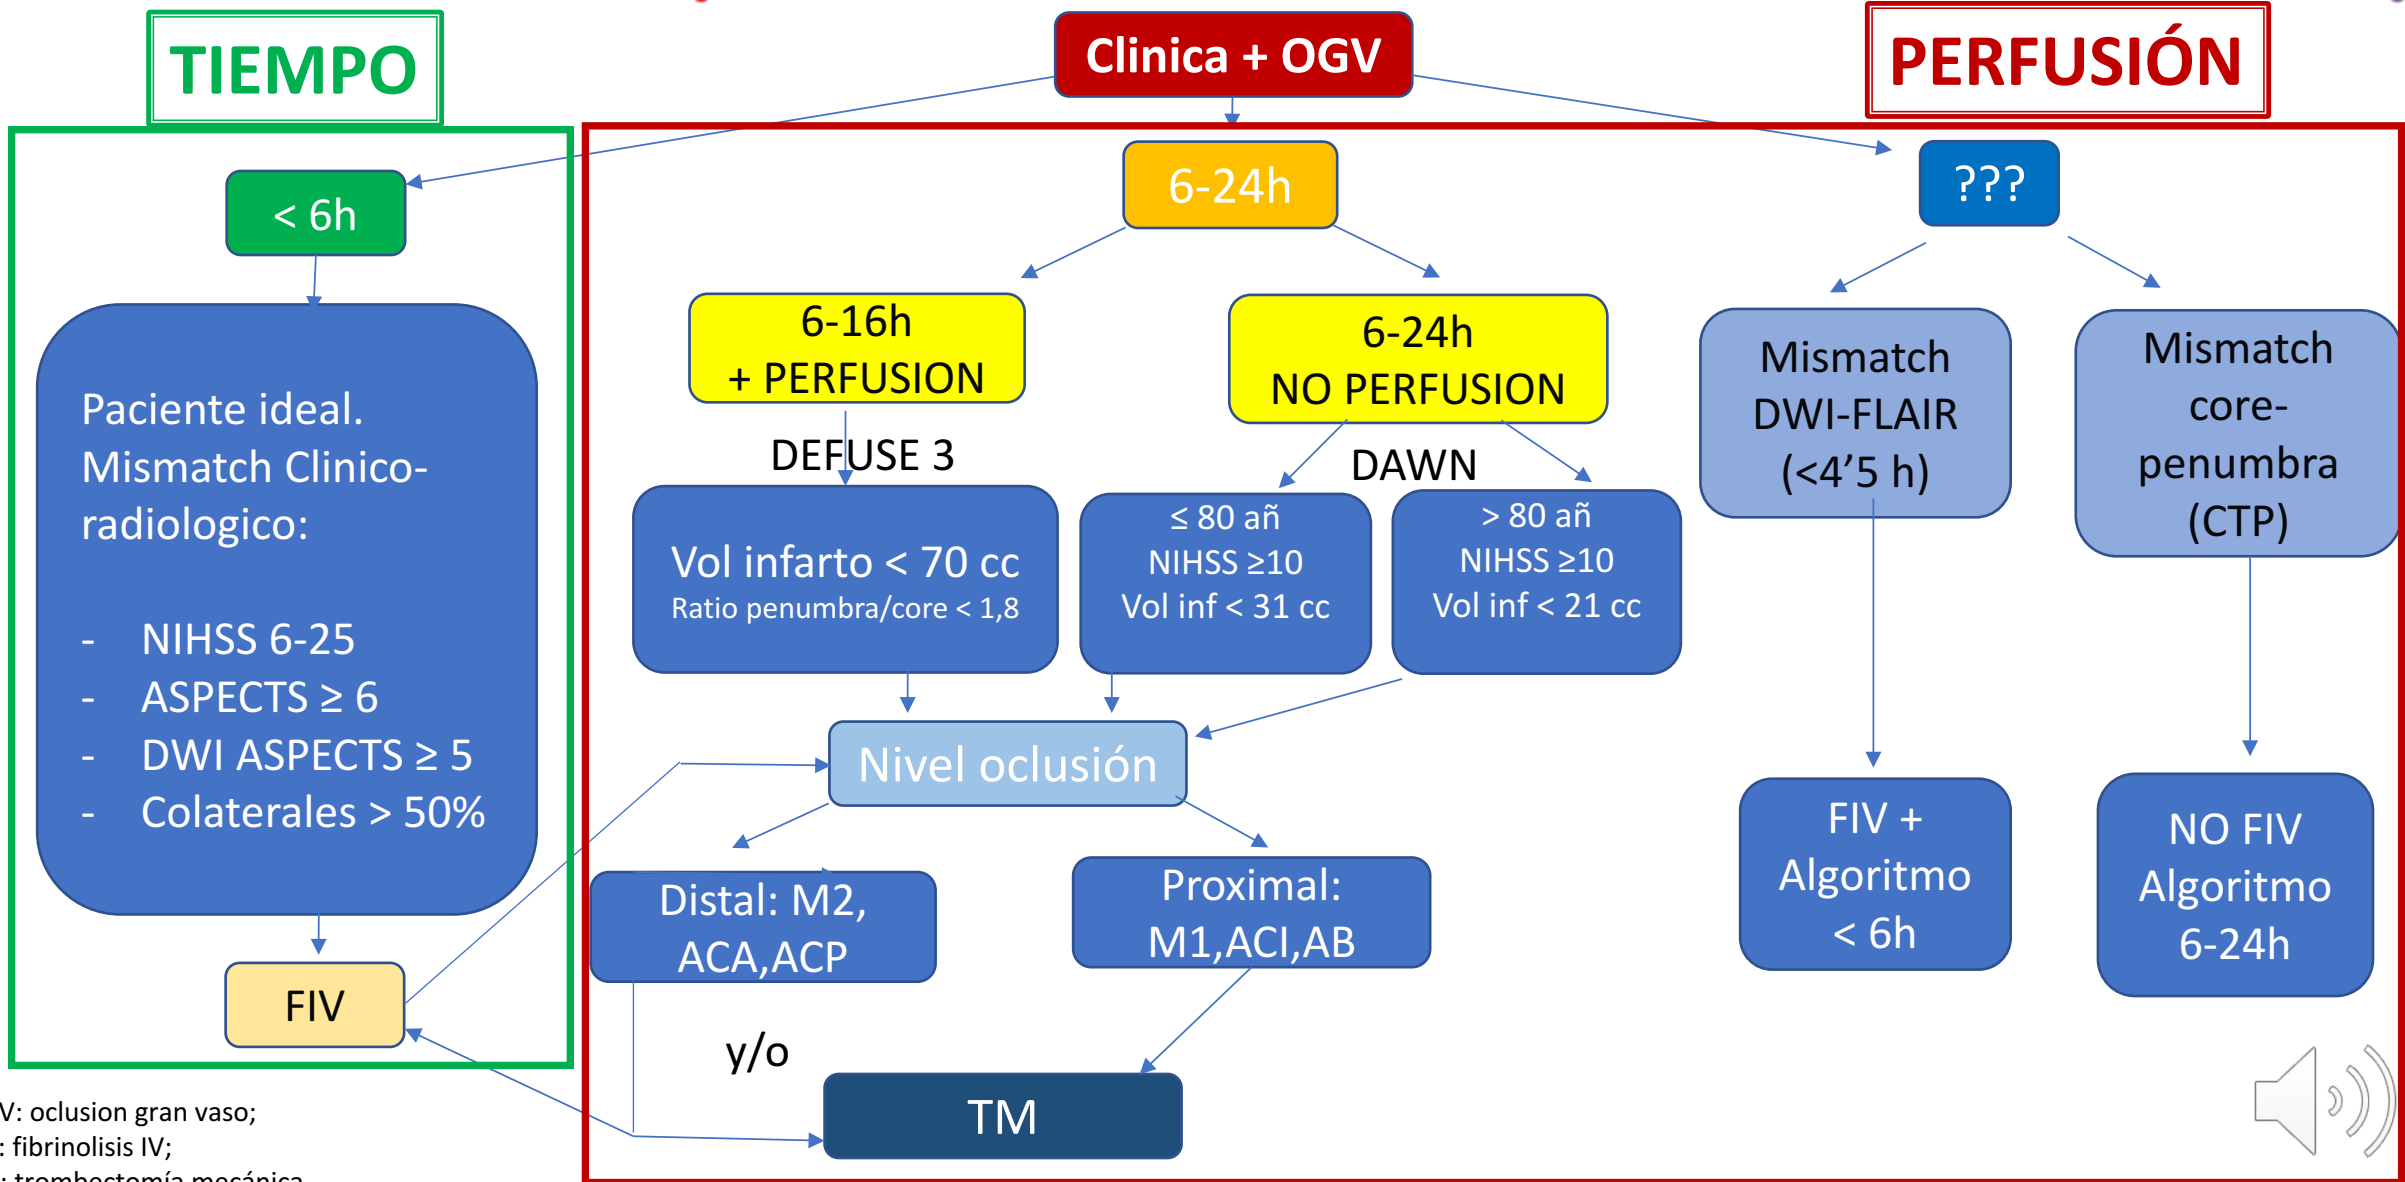 TIEMPO
Clinica + OGV
PERFUSIÓN
< 6h
6-24h
???
Paciente ideal.
Mismatch Clinico-
radiologico:
- NIHSS 6-25
- ASPECTS ≥ 6
- DWI ASPECTS ≥ 5
- Colaterales > 50%
FIV
6-16h
+ PERFUSION
6-24h
NO PERFUSION
DEFUSE 3
DAWN
Vol infarto < 70 cc
Ratio penumbra/core < 1,8
≤ 80 añ
NIHSS ≥10
Vol inf < 31 cc
> 80 añ
NIHSS ≥10
Vol inf < 21 cc
Nivel oclusión
Distal: M2,
ACA,ACP
Proximal:
M1,ACI,AB
y/o
TM
Mismatch
DWI-FLAIR
(<4’5 h)
Mismatch
core-
penumbra
(CTP)
FIV +
Algoritmo
< 6h
NO FIV
Algoritmo
6-24h
V: oclusion gran vaso;
: fibrinolisis IV;
: trombectomía mecánica